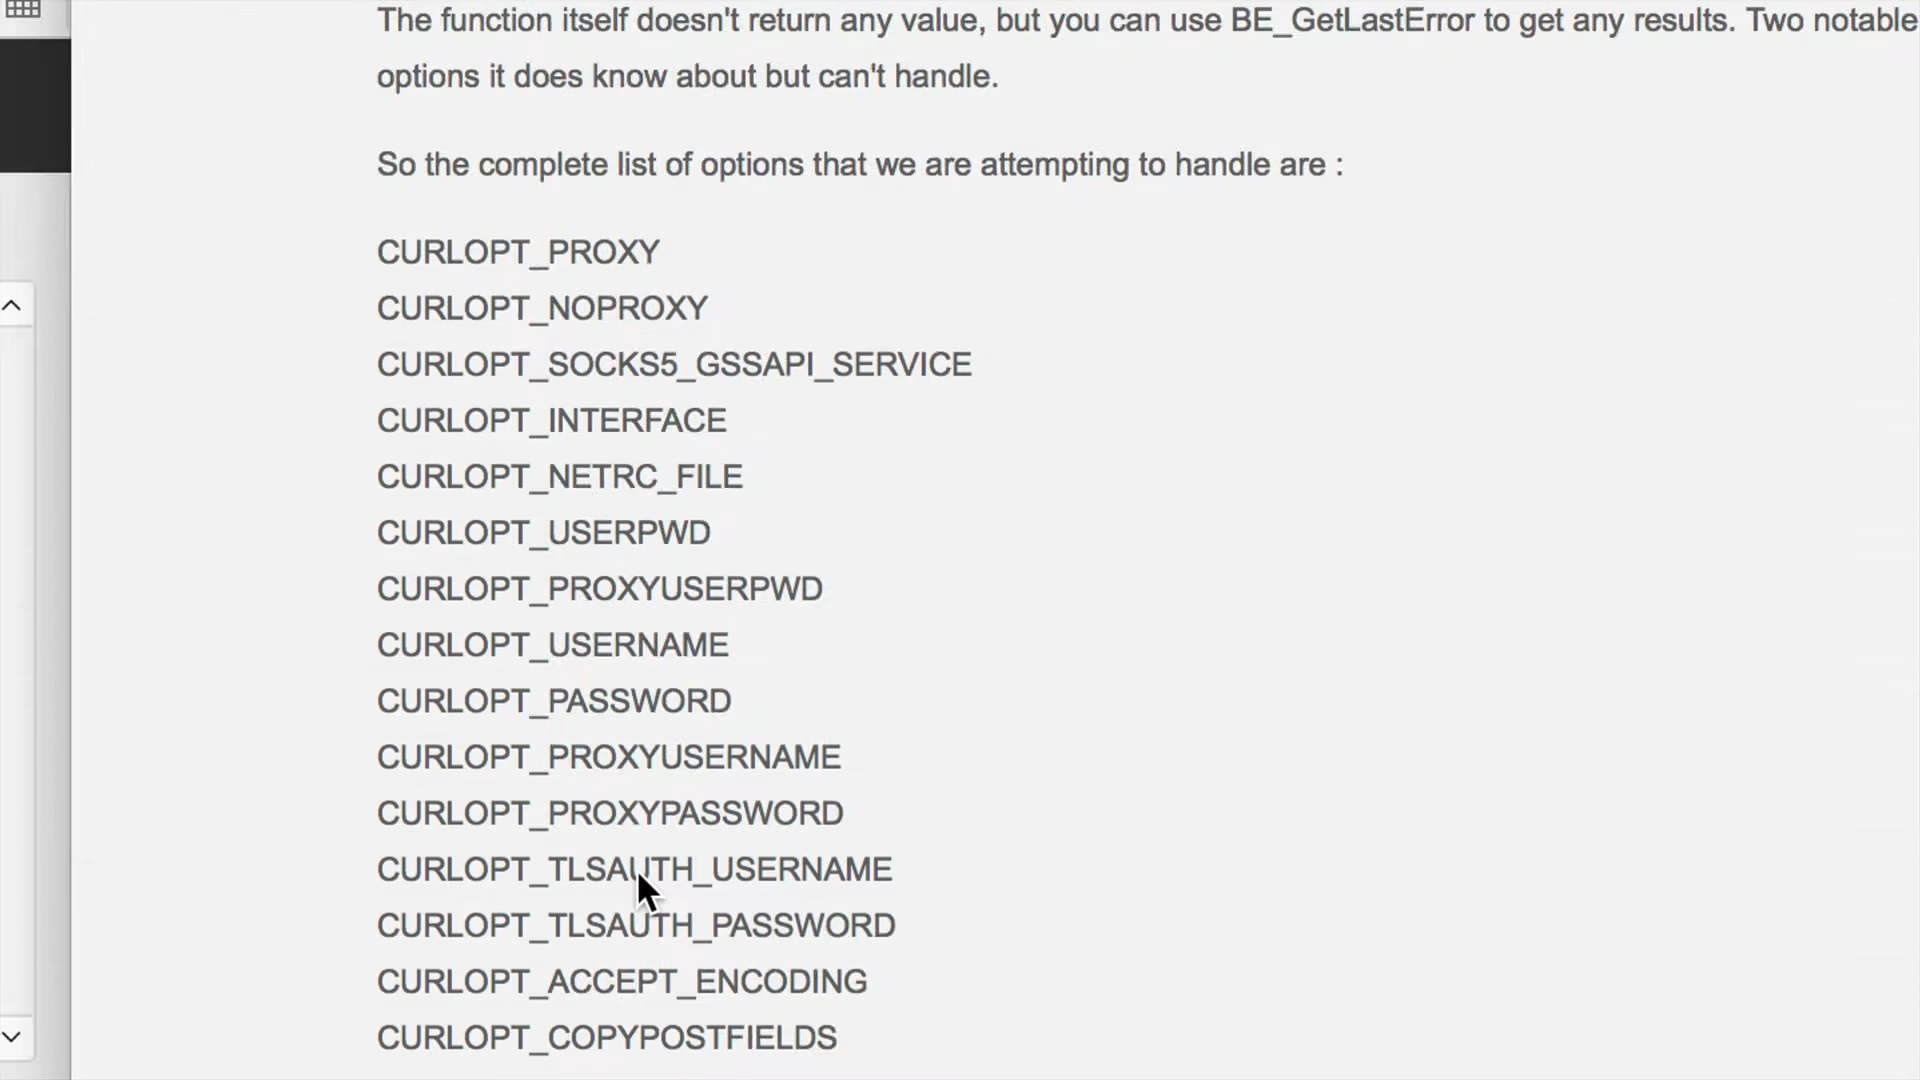 The function itself doesn't return any value, but you can use BE_GetLastError to get any results. Two notable
options it does know about but can't handle.
So the complete list of options that we are attempting to handle are :
CURLOPT_PROXY
CURLOPT_NOPROXY
CURLOPT_SOCKS5_GSSAPI_SERVICE
CURLOPT_INTERFACE
CURLOPT_NETRC_FILE
CURLOPT_USERPWD
CURLOPT_PROXYUSERPWD
CURLOPT_USERNAME
CURLOPT_PASSWORD
CURLOPT_PROXYUSERNAME
CURLOPT_PROXYPASSWORD
CURLOPT_TLSAUTH_USERNAME
CURLOPT_TLSAUTH_PASSWORD
CURLOPT_ACCEPT_ENCODING
CURLOPT_COPYPOSTFIELDS